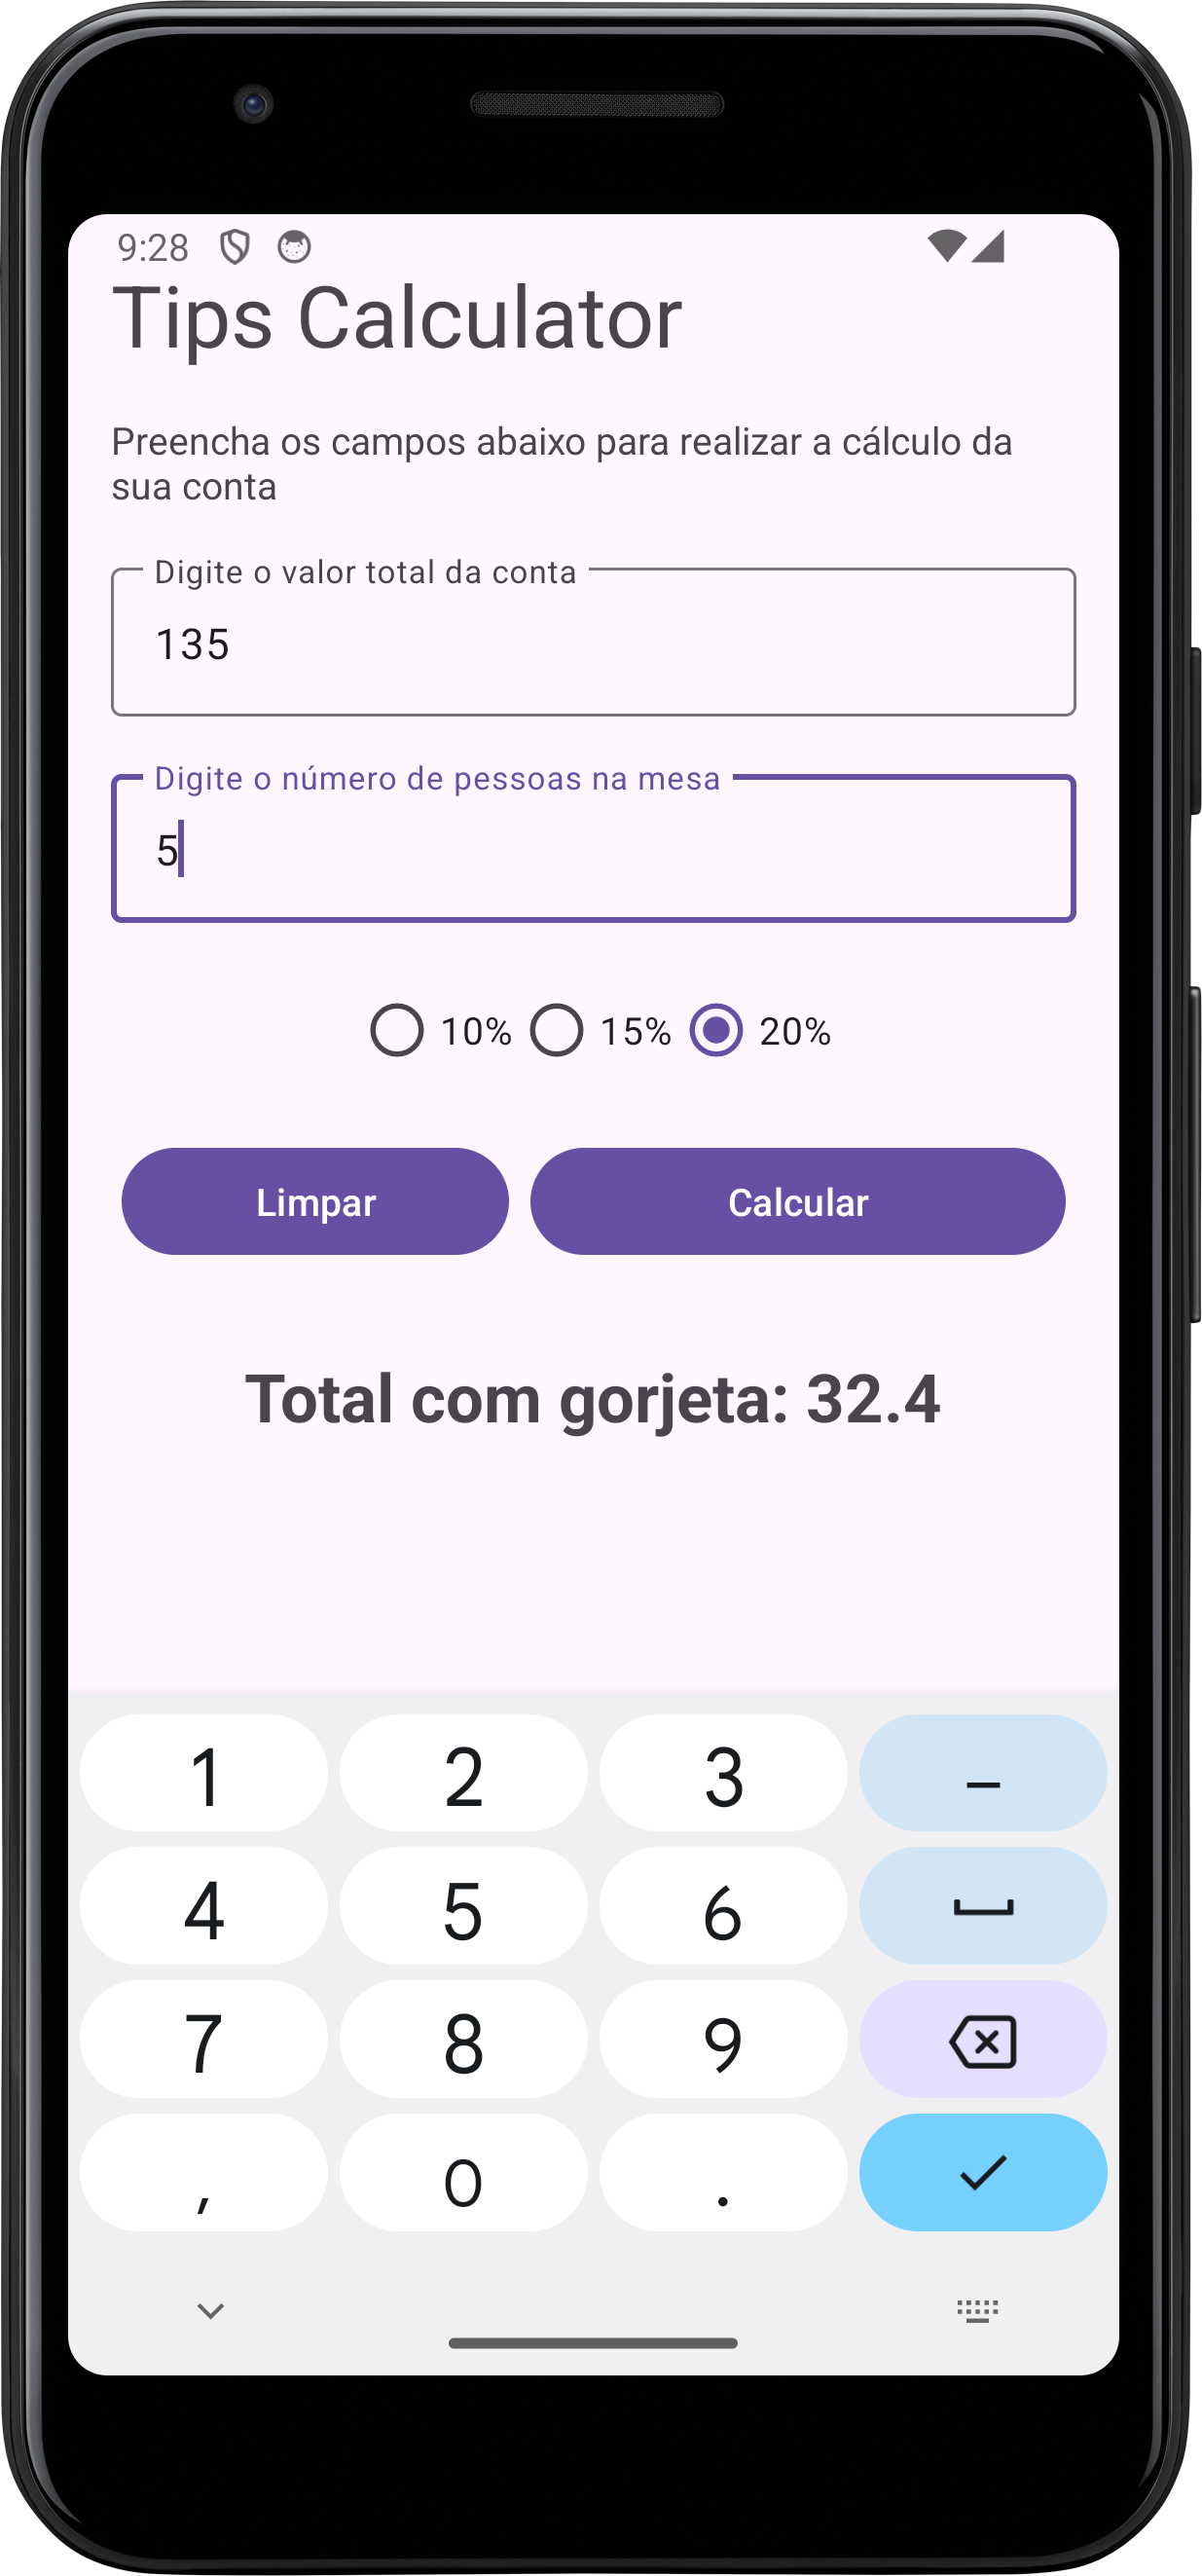 9:28
Tips Calculator
Preencha os campos abaixo para realizar a cálculo da
sua conta
Digite o valor total da conta
135
Digite o número de pessoas na mesa
5
10% 15% 20%
Limpar Calcular
Total com gorjeta: 32.4
1 2 3 –
4 5 6
7 8 9
, 0 .